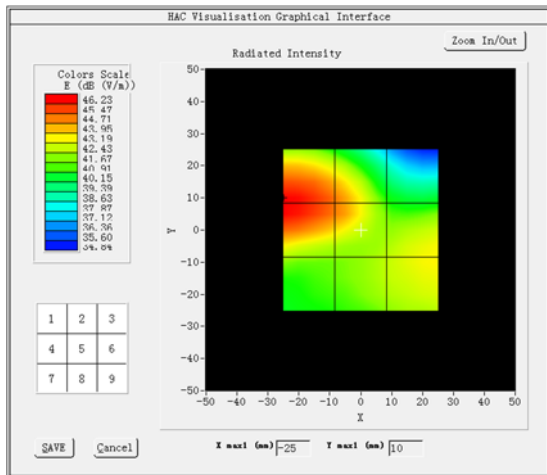 HAC Visualisation Graphical Interface
Zoom In/Out
Radiated Intensity
Colors Scale
E (dB (V/m))
46.23
45.47
44.71
43.95
43.19
42.43
41.67
40.91
40.15
39.39
38.63
37.87
37.12
36.36
35.60
34.84
50
40
30
20
10
0
-10
-20
-30
-40
-50
Y
-50 -40 -30 -20 -10 0 10 20 30 40 50
X
1 2 3
4 5 6
7 8 9
SAVE Cancel
X max1 (mm) -25 Y max1 (mm) 10